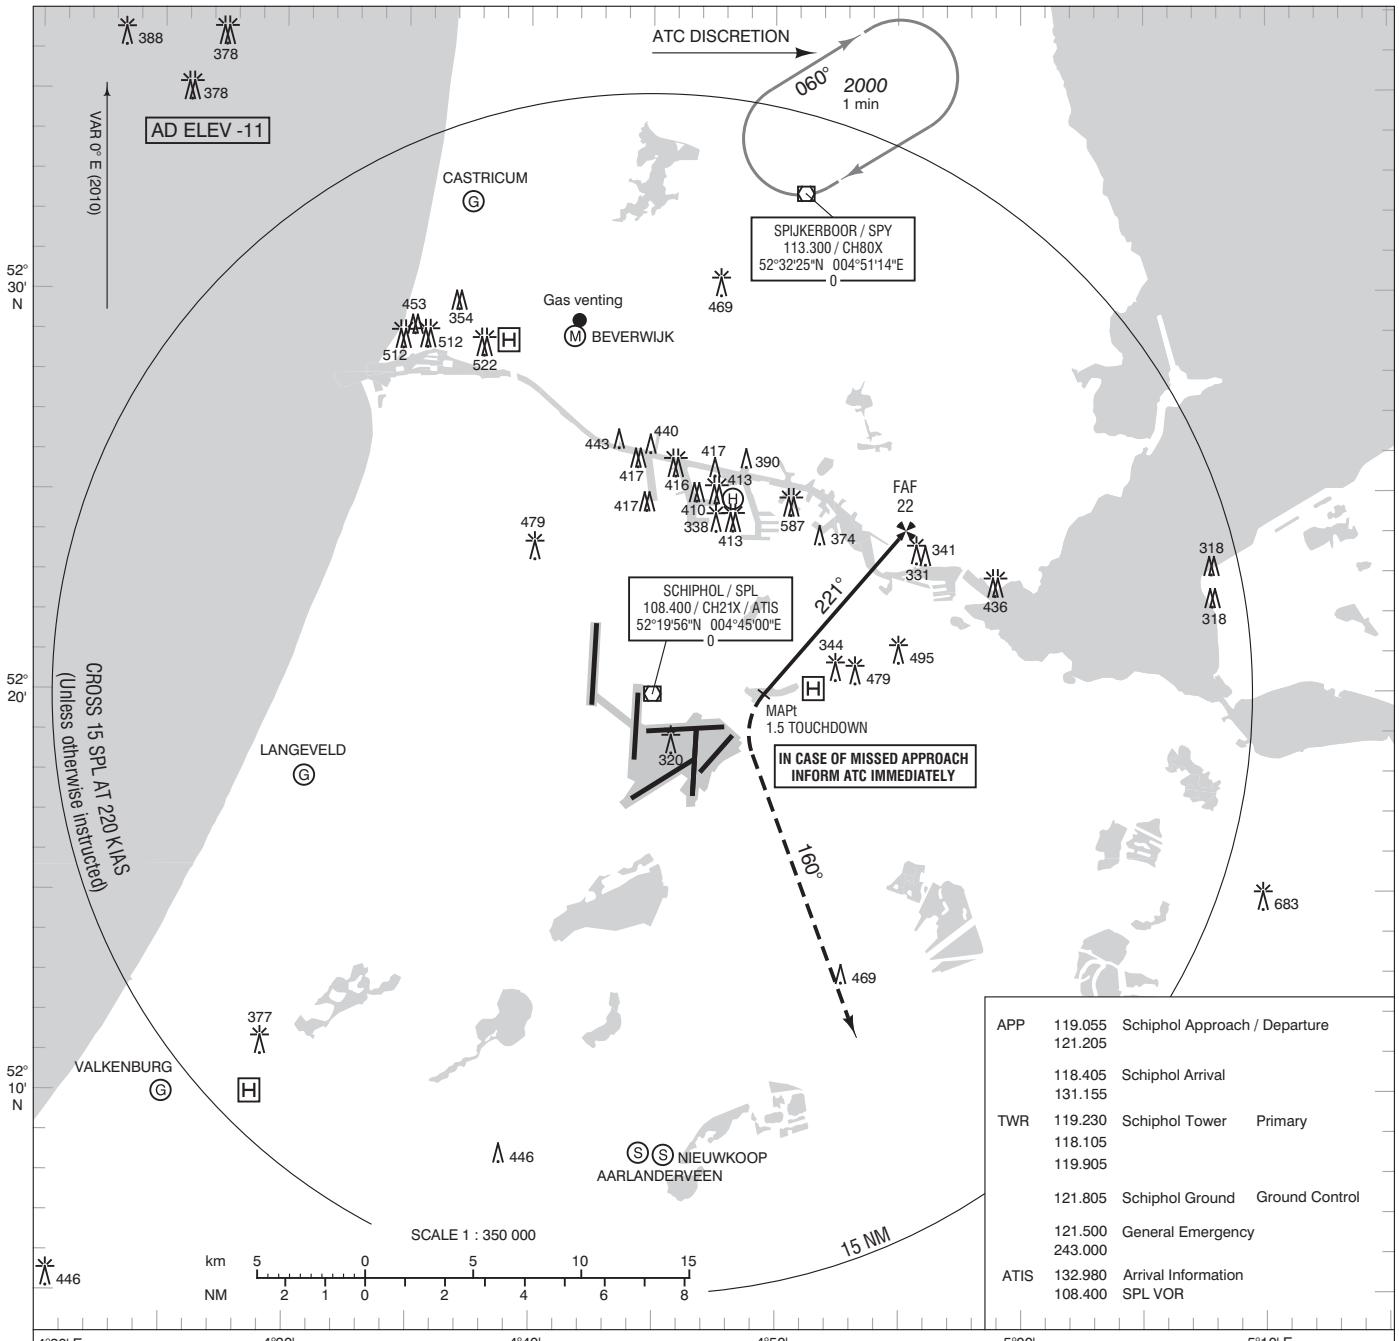 388
378
378
AD ELEV -11
VAR 0° E (2010)
ATC DISCRETION
060°
2000
1 min
CASTRICUM
G
SPIJKERBOOR / SPY
113.300 / CH80X
52°32'25"N 004°51'14"E
0
52°
30'
N
469
453
354
Gas venting
M BEVERWIJK
512
512
522
H
443
440
417
390
417
416
413
H
417
410
338
413
587
374
FAF
22
479
341
331
436
318
318
SCHIPHOL / SPL
108.400 / CH21X / ATIS
52°19'56"N 004°45'00"E
0
221°
344
495
479
H
52°
20'
CROSS 15 SPL AT 220 KIAS
(Unless otherwise instructed)
MAPt
1.5 TOUCHDOWN
320
LANGEVELD
G
IN CASE OF MISSED APPROACH
INFORM ATC IMMEDIATELY
160°
683
469
377
VALKENBURG
G
H
52°
10'
N
446
S
S NIEUWKOOP
AARLANDERVEEN
SCALE 1 : 350 000
km 5 0 5 10 15
NM 2 1 0 2 4 6 8
15 NM
446
APP 119.055 Schiphol Approach / Departure
121.205
118.405 Schiphol Arrival
131.155
TWR 119.230 Schiphol Tower Primary
118.105
119.905
121.805 Schiphol Ground Ground Control
121.500 General Emergency
243.000
ATIS 132.980 Arrival Information
108.400 SPL VOR